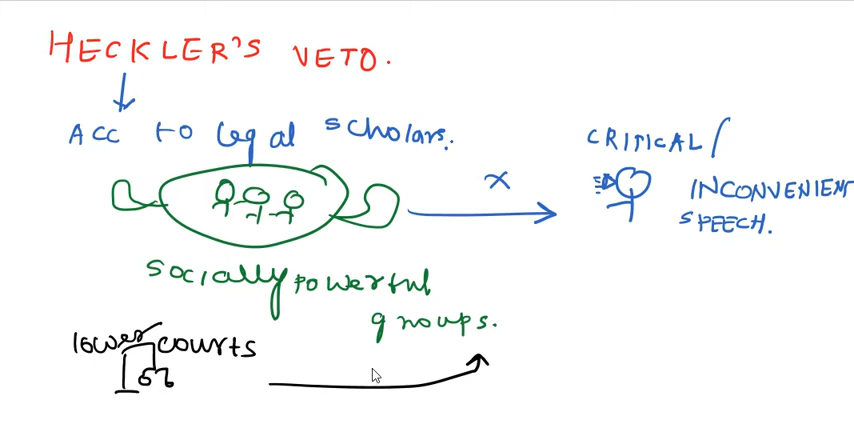 HECKLER'S VETO.
ACC to legal scholars.
CRITICAL/
INCONVENIENT
SPEECH.
x
socially powerful
groups.
lower courts